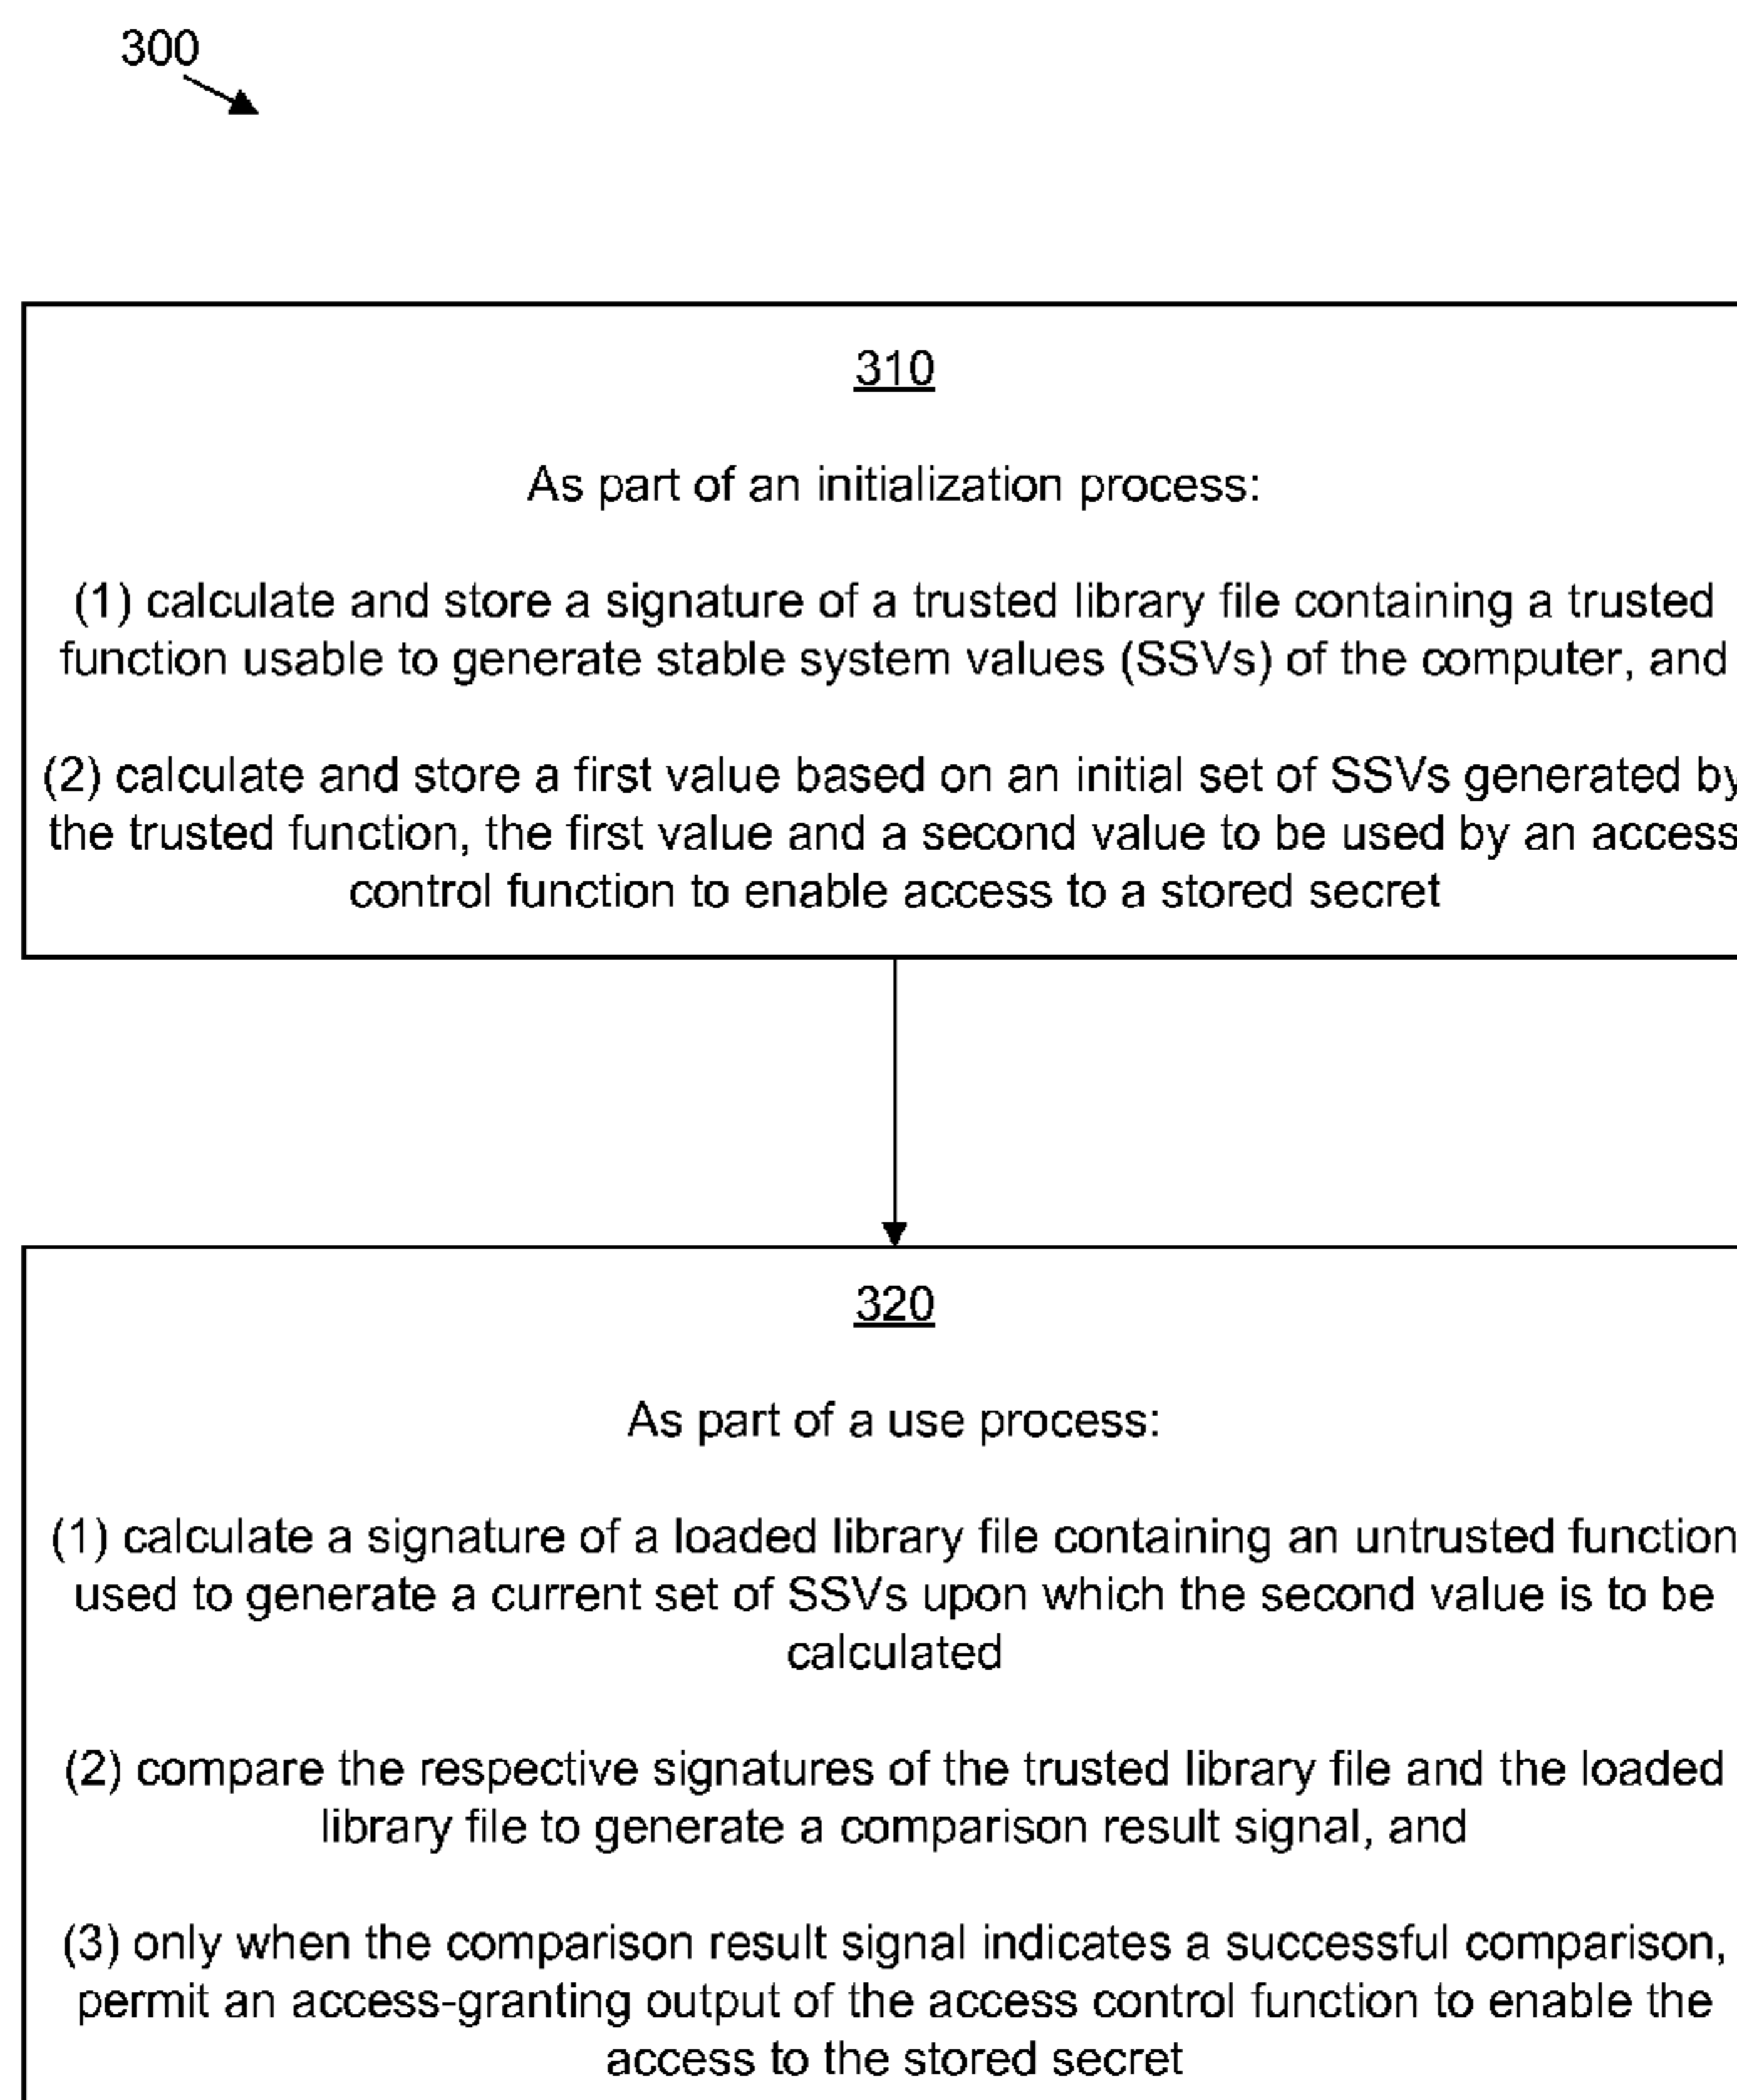 300
310
As part of an initialization process:
(1) calculate and store a signature of a trusted library file containing a trusted
function usable to generate stable system values (SSVs) of the computer, and
(2) calculate and store a first value based on an initial set of SSVs generated by
the trusted function, the first value and a second value to be used by an access
control function to enable access to a stored secret
320
As part of a use process:
(1) calculate a signature of a loaded library file containing an untrusted function
used to generate a current set of SSVs upon which the second value is to be
calculated
(2) compare the respective signatures of the trusted library file and the loaded
library file to generate a comparison result signal, and
(3) only when the comparison result signal indicates a successful comparison,
permit an access-granting output of the access control function to enable the
access to the stored secret